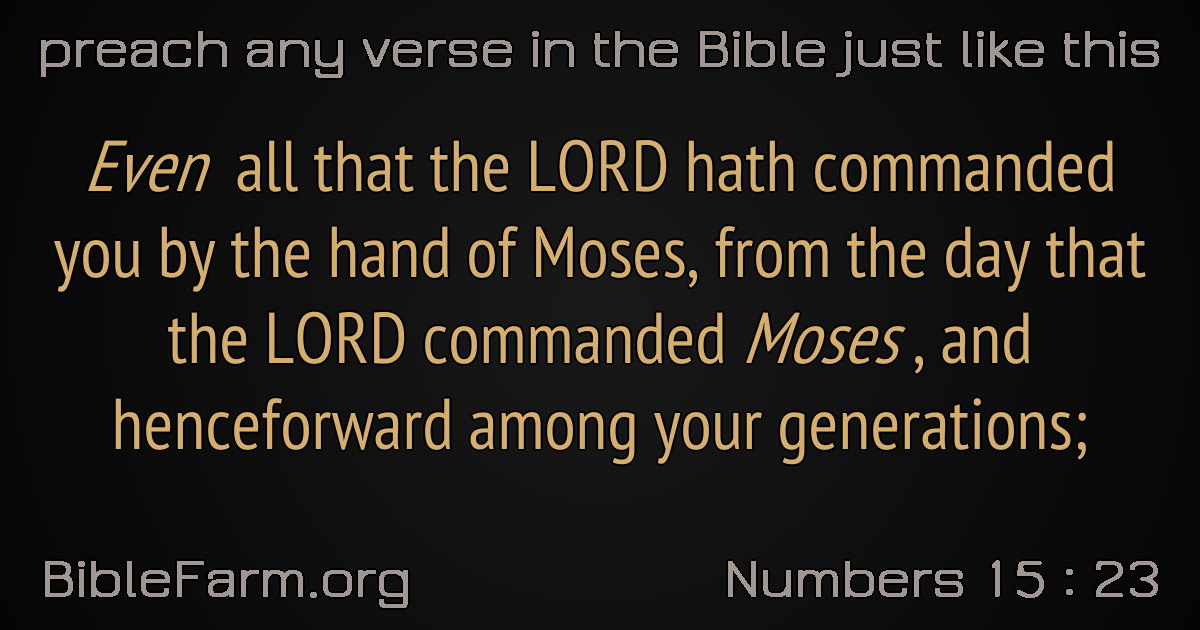 preach any verse in the Bible just like this
Even all that the LORD hath commanded
you by the hand of Moses, from the day that
the LORD commanded Moses , and
henceforward among your generations;
BibleFarm.org
Numbers 15 : 23